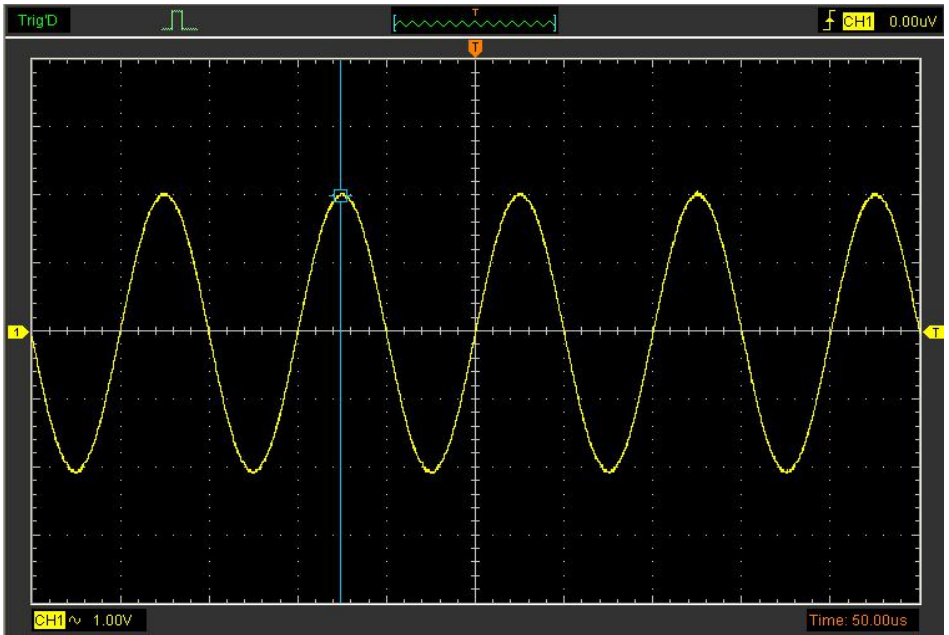 Trig'D
T
CH1 0.00uV
T
1
T
CH1 ~ 1.00V
Time: 50.00us